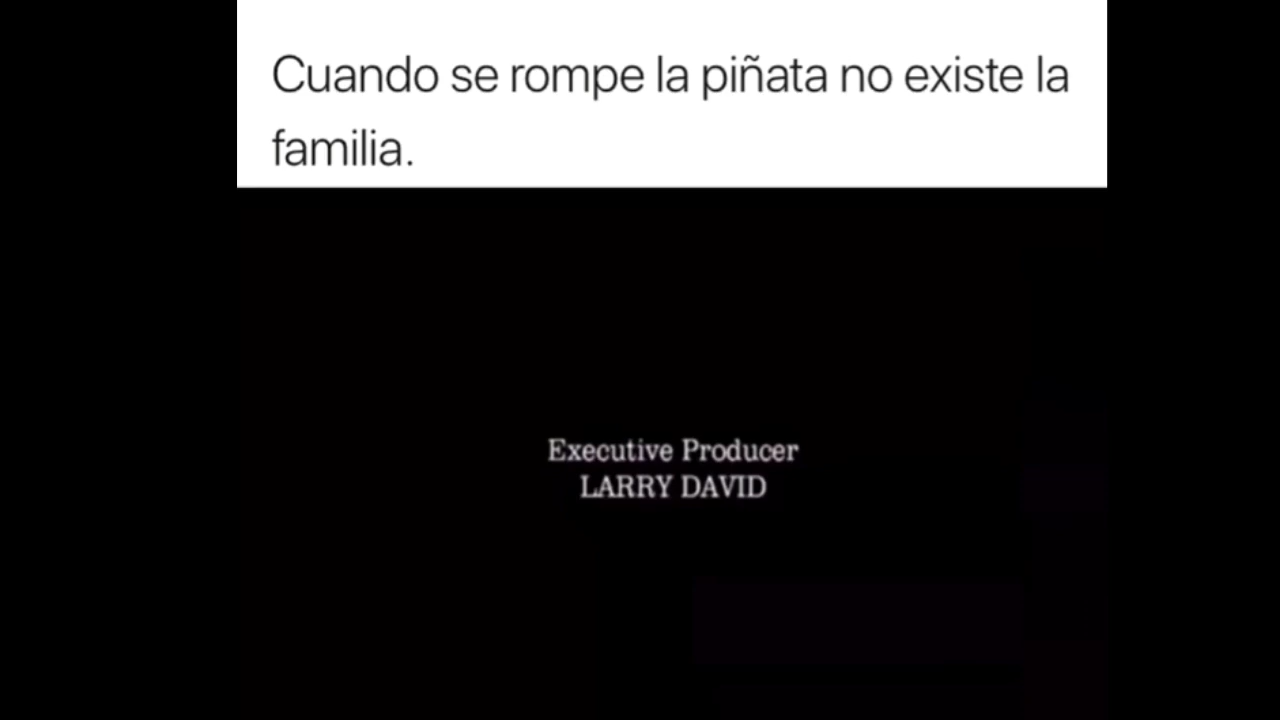 Cuando se rompe la piñata no existe la
familia.
Executive Producer
LARRY DAVID